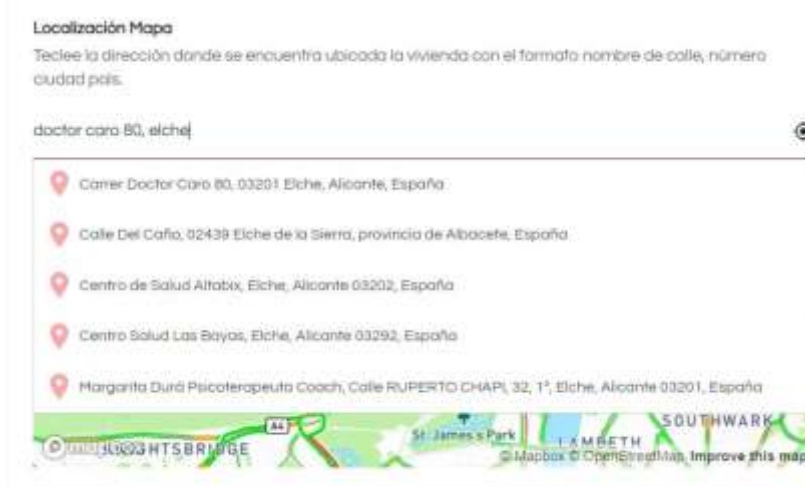 Localización Mapa
Teclee la dirección donde se encuentra ubicada la vivienda con el formato nombre de calle, número
ciudad país.
doctor caro 80, elche
Carrer Doctor Caro 80, 03201 Elche, Alicante, España
Calle Del Caño, 02439 Elche de la Sierra, provincia de Albacete, España
Centro de Salud Altabix, Elche, Alicante 03202, España
Centro Salud Las Bayas, Elche, Alicante 03292, España
Margarita Durá Psicoterapeuta Coach, Calle RUPERTO CHAPI, 32, 1ª, Elche, Alicante 03201, España
A4
SOUTHWARK
St. James's Park
LAMBETH
KNIGHTSBRIDGE
© Mapbox © OpenStreetMap Improve this map